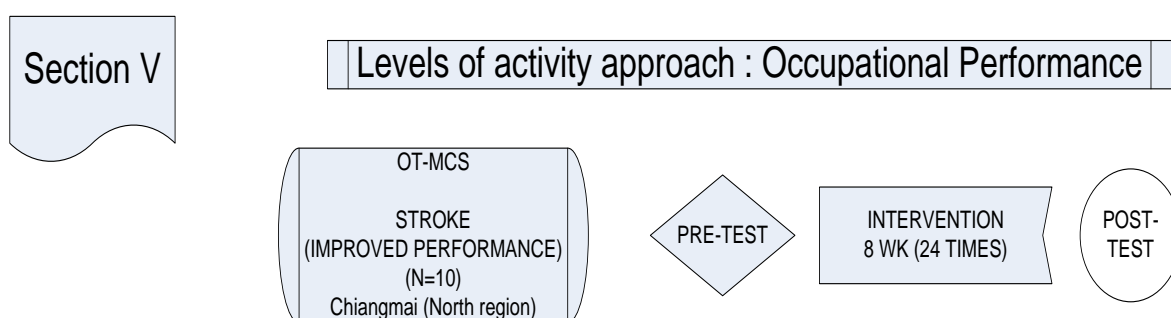 Section V
Levels of activity approach : Occupational Performance
OT-MCS
STROKE
(IMPROVED PERFORMANCE)
(N=10)
Chiangmai (North region)
PRE-TEST
INTERVENTION
8 WK (24 TIMES)
POST-
TEST